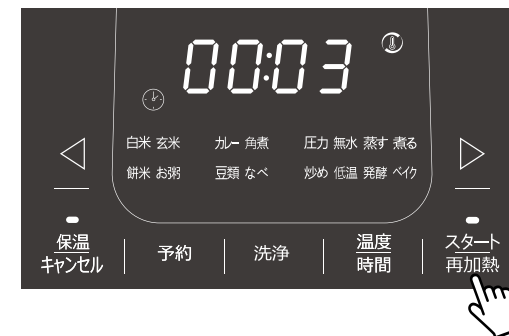 00:03
白米 玄米 カレー 角煮 圧力 無水 蒸す 煮る
餅米 お粥 豆類 なべ 炒め 低温 発酵 ベイク
保温 キャンセル
予約
洗浄
温度 時間
スタート 再加熱